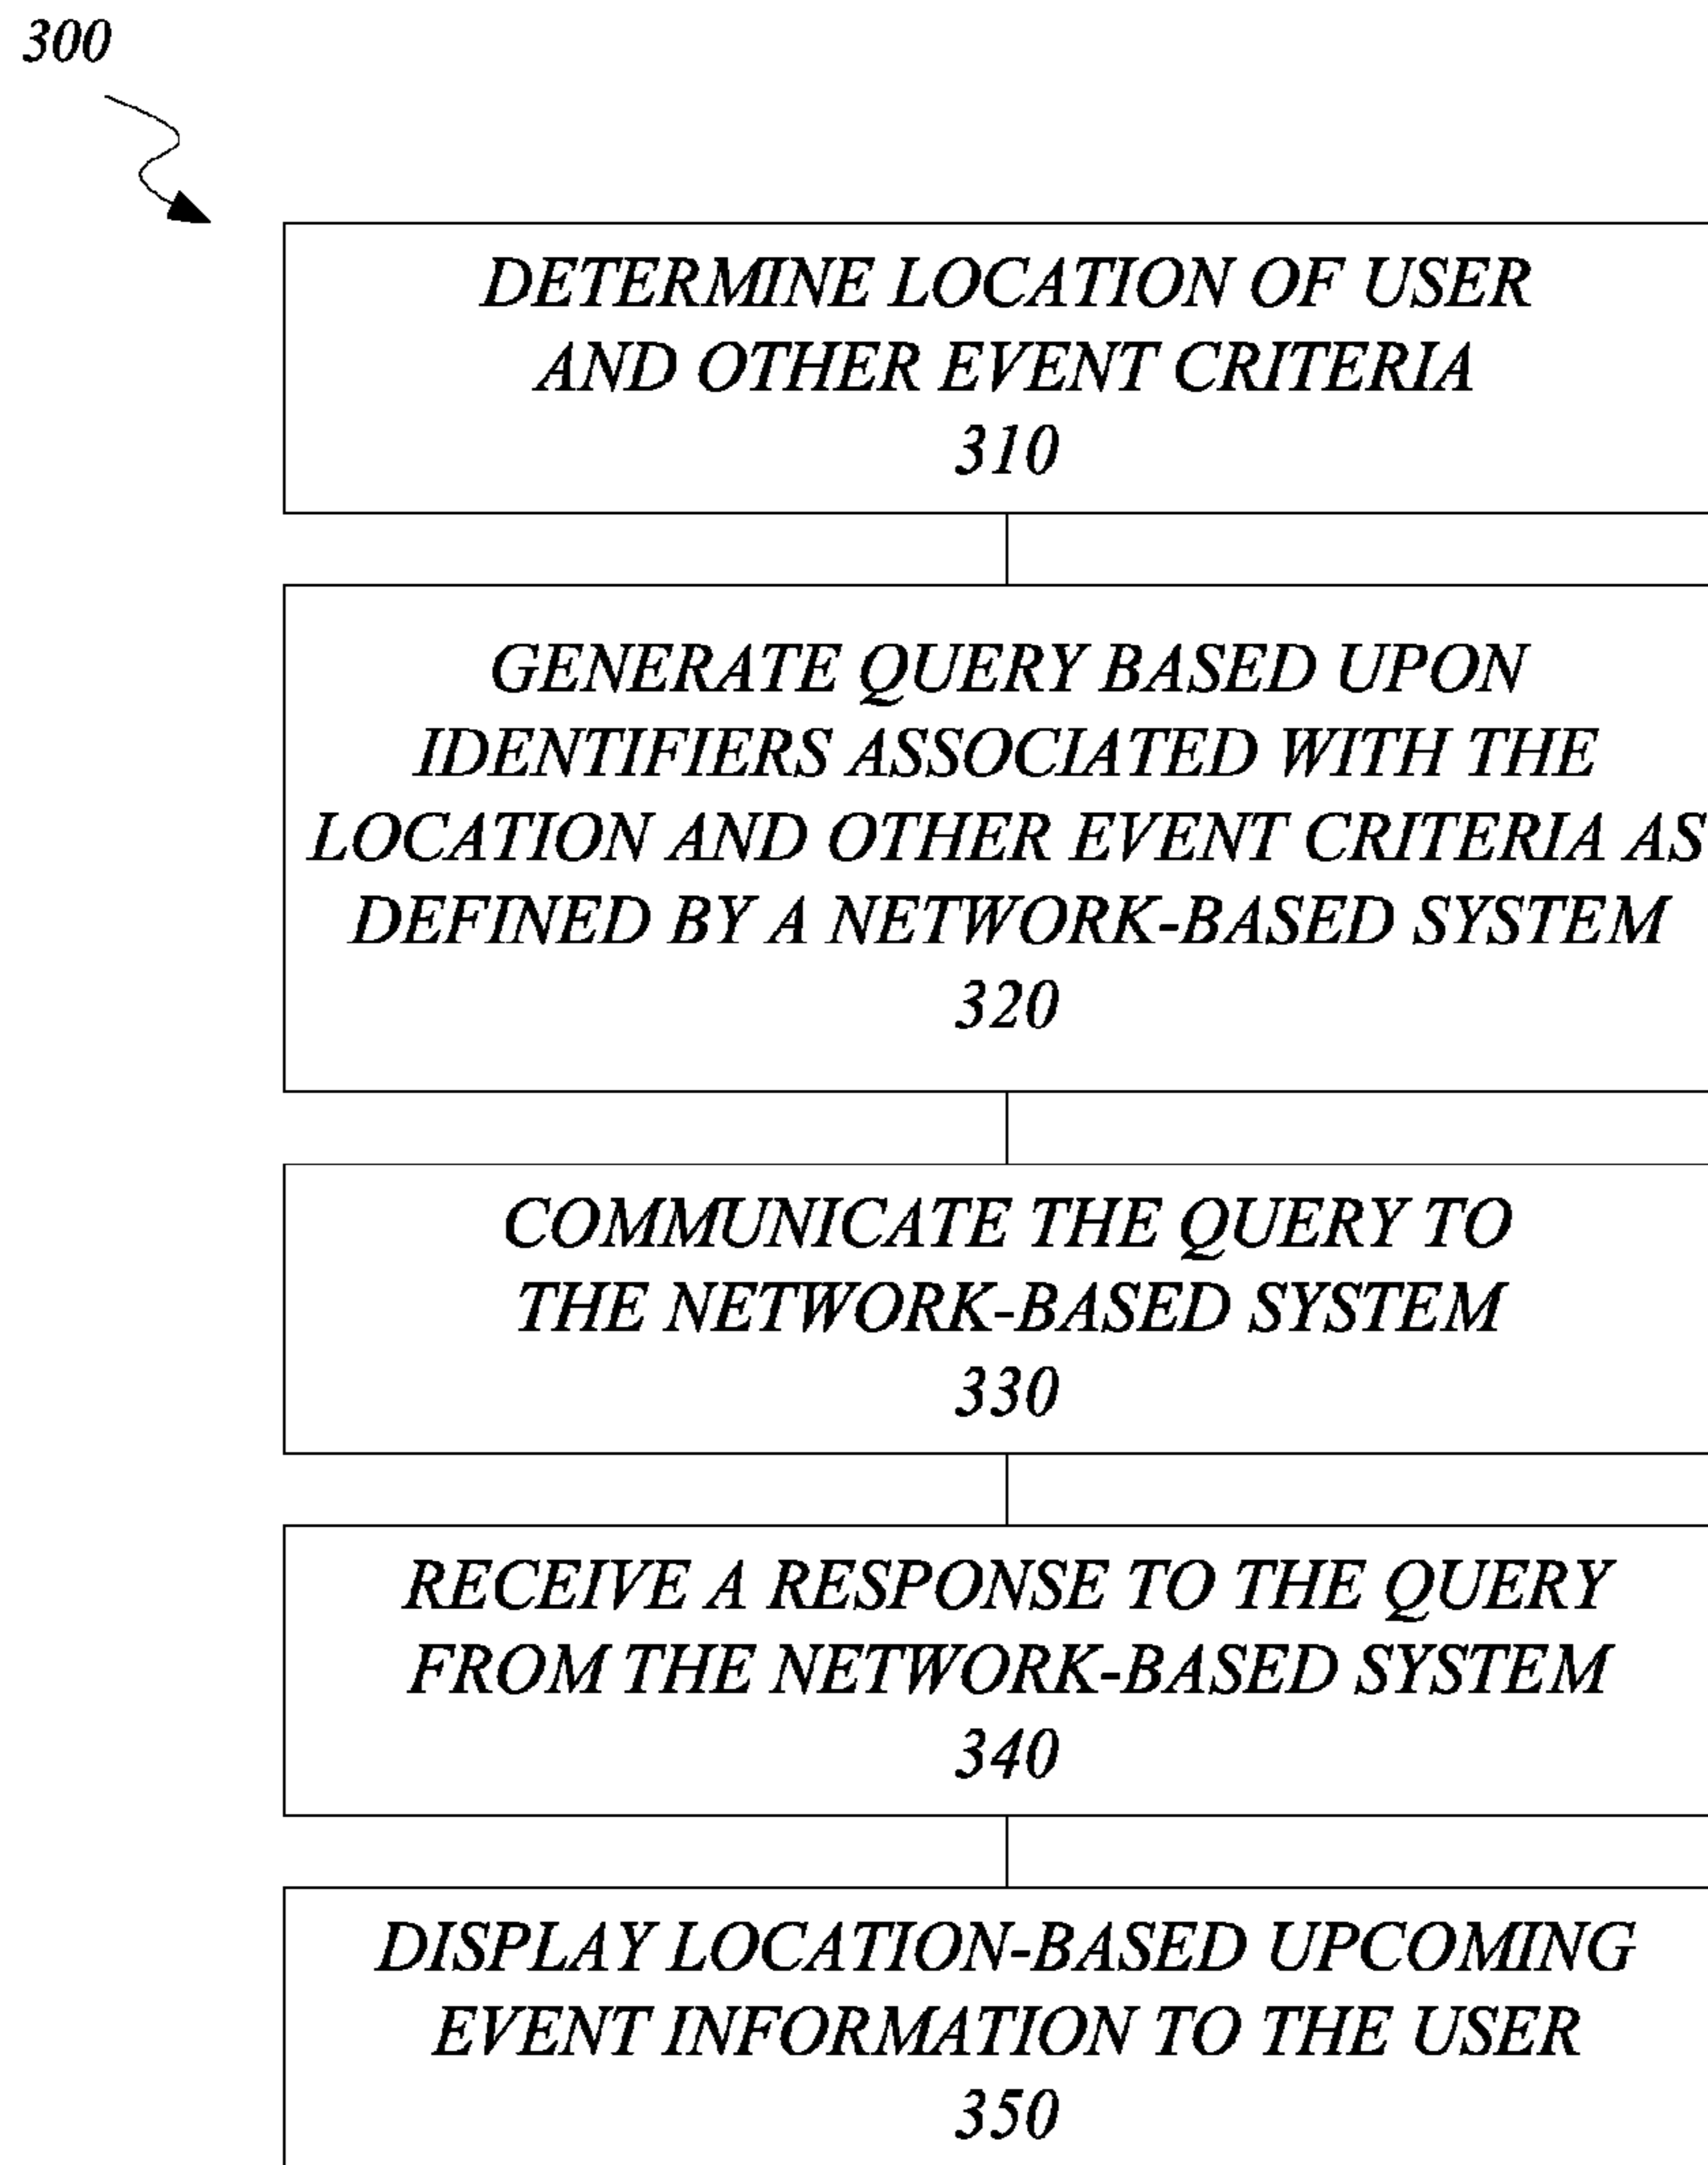 300
DETERMINE LOCATION OF USER
AND OTHER EVENT CRITERIA
310
GENERATE QUERY BASED UPON
IDENTIFIERS ASSOCIATED WITH THE
LOCATION AND OTHER EVENT CRITERIA AS
DEFINED BY A NETWORK-BASED SYSTEM
320
COMMUNICATE THE QUERY TO
THE NETWORK-BASED SYSTEM
330
RECEIVE A RESPONSE TO THE QUERY
FROM THE NETWORK-BASED SYSTEM
340
DISPLAY LOCATION-BASED UPCOMING
EVENT INFORMATION TO THE USER
350